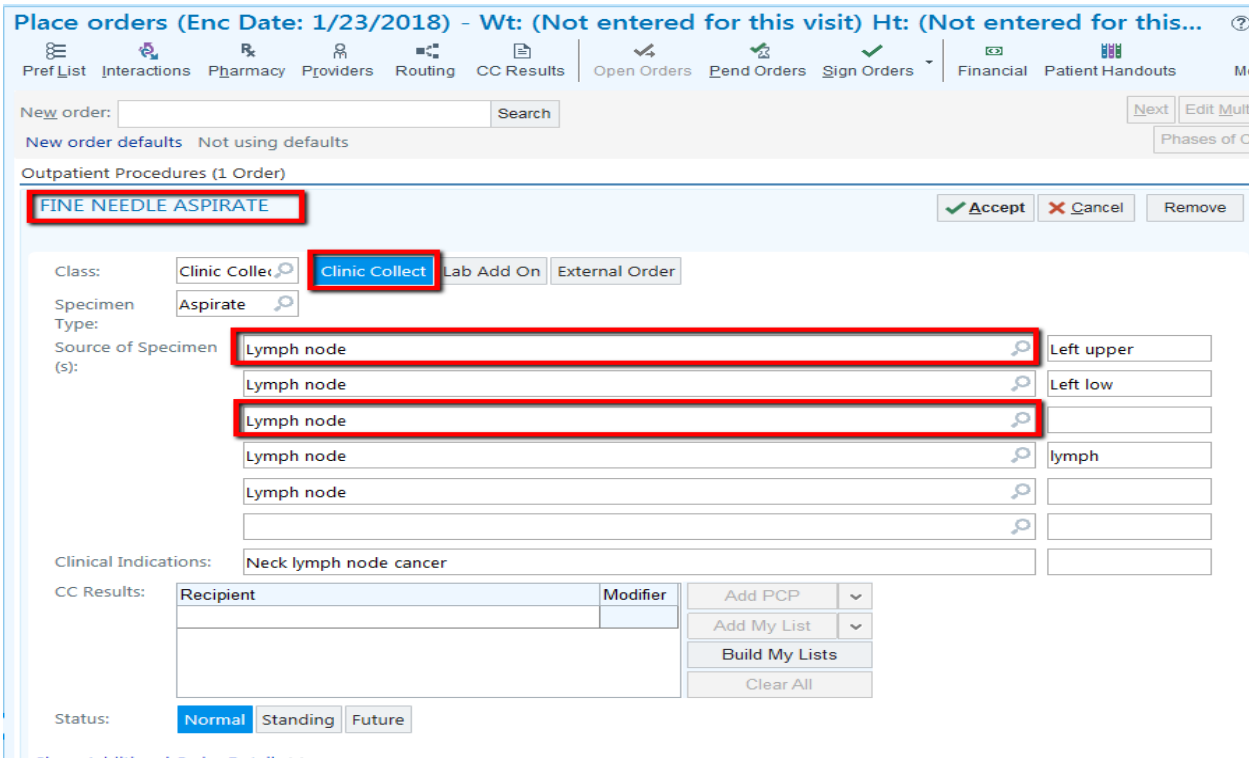 Place orders (Enc Date: 1/23/2018) - Wt: (Not entered for this visit) Ht: (Not entered for this...
Pref List Interactions Pharmacy Providers Routing CC Results Open Orders Pend Orders Sign Orders Financial Patient Handouts
New order: Search Next Edit Mult
New order defaults Not using defaults Phases of C
Outpatient Procedures (1 Order)
FINE NEEDLE ASPIRATE Accept Cancel Remove
Class: Clinic Collec Clinic Collect Lab Add On External Order
Specimen Type: Aspirate
Source of Specimen (s): Lymph node Left upper
Lymph node Left low
Lymph node
Lymph node lymph
Lymph node
Clinical Indications: Neck lymph node cancer
CC Results: Recipient Modifier Add PCP
Add My List
Build My Lists
Clear All
Status: Normal Standing Future